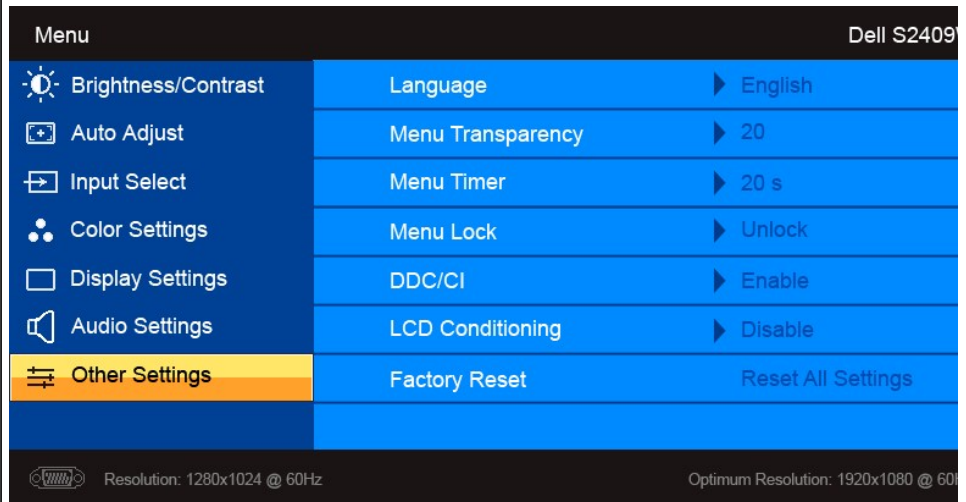 Menu
Dell S2409
Brightness/Contrast
Auto Adjust
Input Select
Color Settings
Display Settings
Audio Settings
Other Settings
Language English
Menu Transparency 20
Menu Timer 20 s
Menu Lock Unlock
DDC/CI Enable
LCD Conditioning Disable
Factory Reset Reset All Settings
Resolution: 1280x1024 @ 60Hz
Optimum Resolution: 1920x1080 @ 60